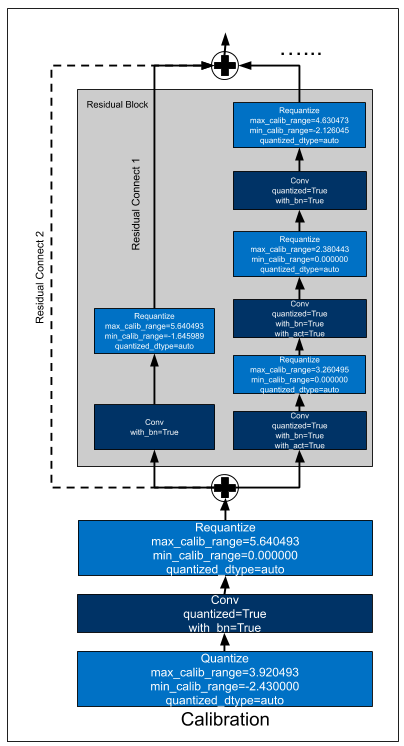 ......
Residual Block
Requantize
max_calib_range=4.630473
min_calib_range=-2.126045
quantized_dtype=auto
Conv
quantized=True
with_bn=True
Residual Connect 1
Residual Connect 2
Requantize
max_calib_range=2.380443
min_calib_range=0.000000
quantized_dtype=auto
Requantize
max_calib_range=5.640493
min_calib_range=-1.645989
quantized_dtype=auto
Conv
quantized=True
with_bn=True
with_act=True
Requantize
max_calib_range=3.260495
min_calib_range=0.000000
quantized_dtype=auto
Conv
with_bn=True
Conv
quantized=True
with_bn=True
with_act=True
Requantize
max_calib_range=5.640493
min_calib_range=0.000000
quantized_dtype=auto
Conv
quantized=True
with_bn=True
Quantize
max_calib_range=3.920493
min_calib_range=-2.430000
quantized_dtype=auto
Calibration